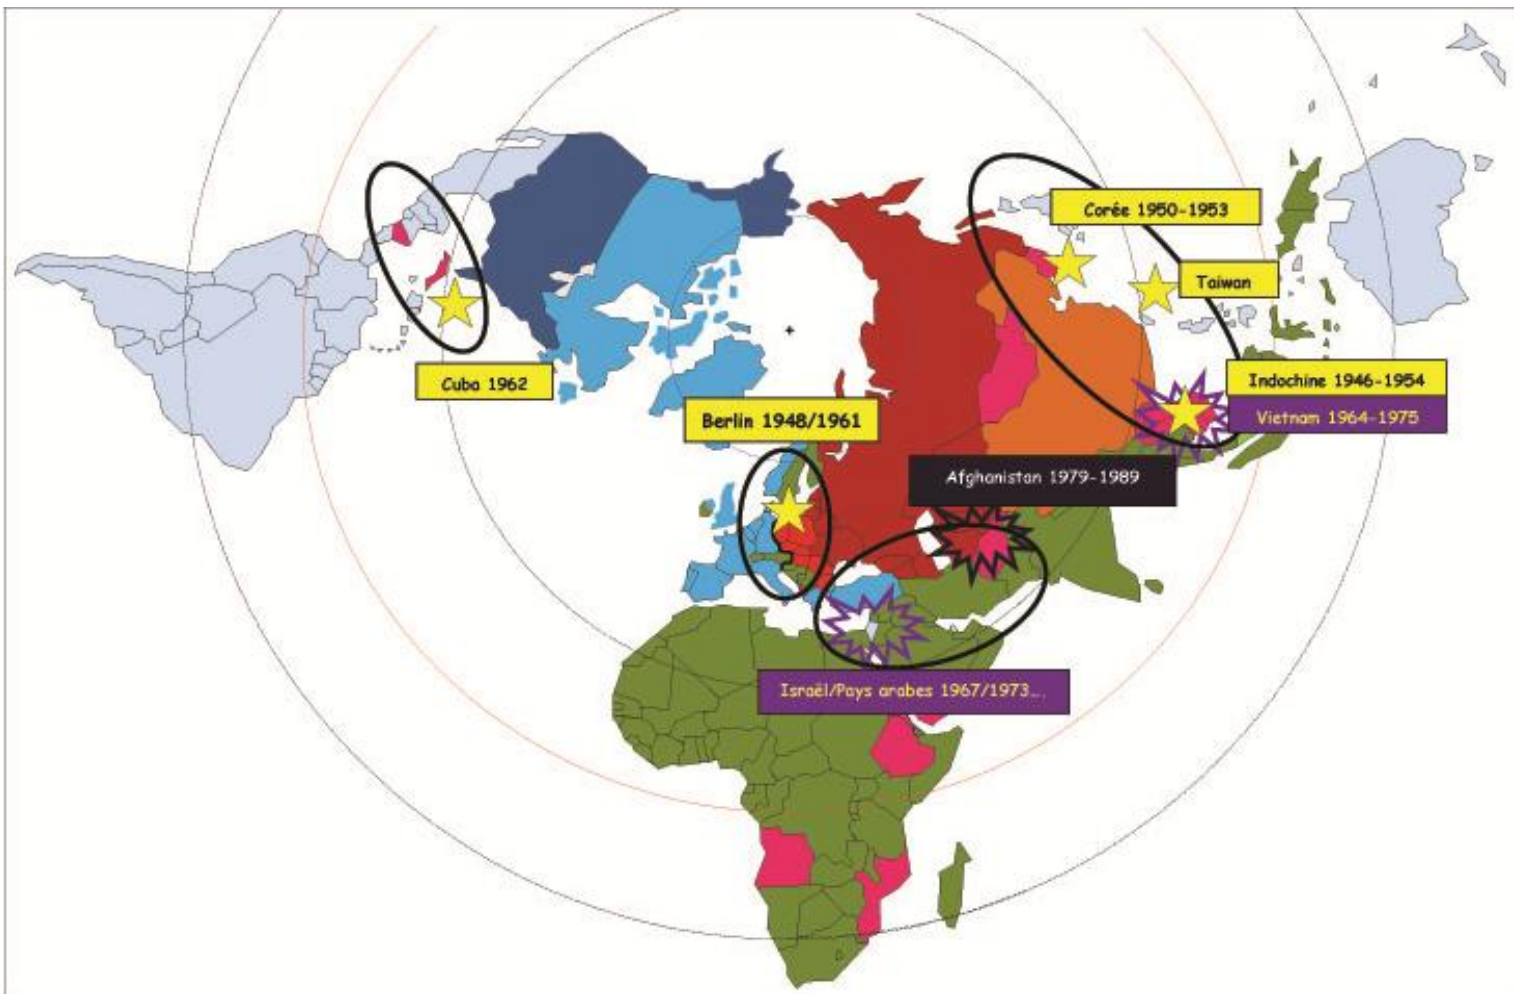 Corée 1950-1953
Taiwan
Cuba 1962
Indochine 1946-1954
Vietnam 1964-1975
Berlin 1948/1961
Afghanistan 1979-1989
Israël/Pays arabes 1967/1973....